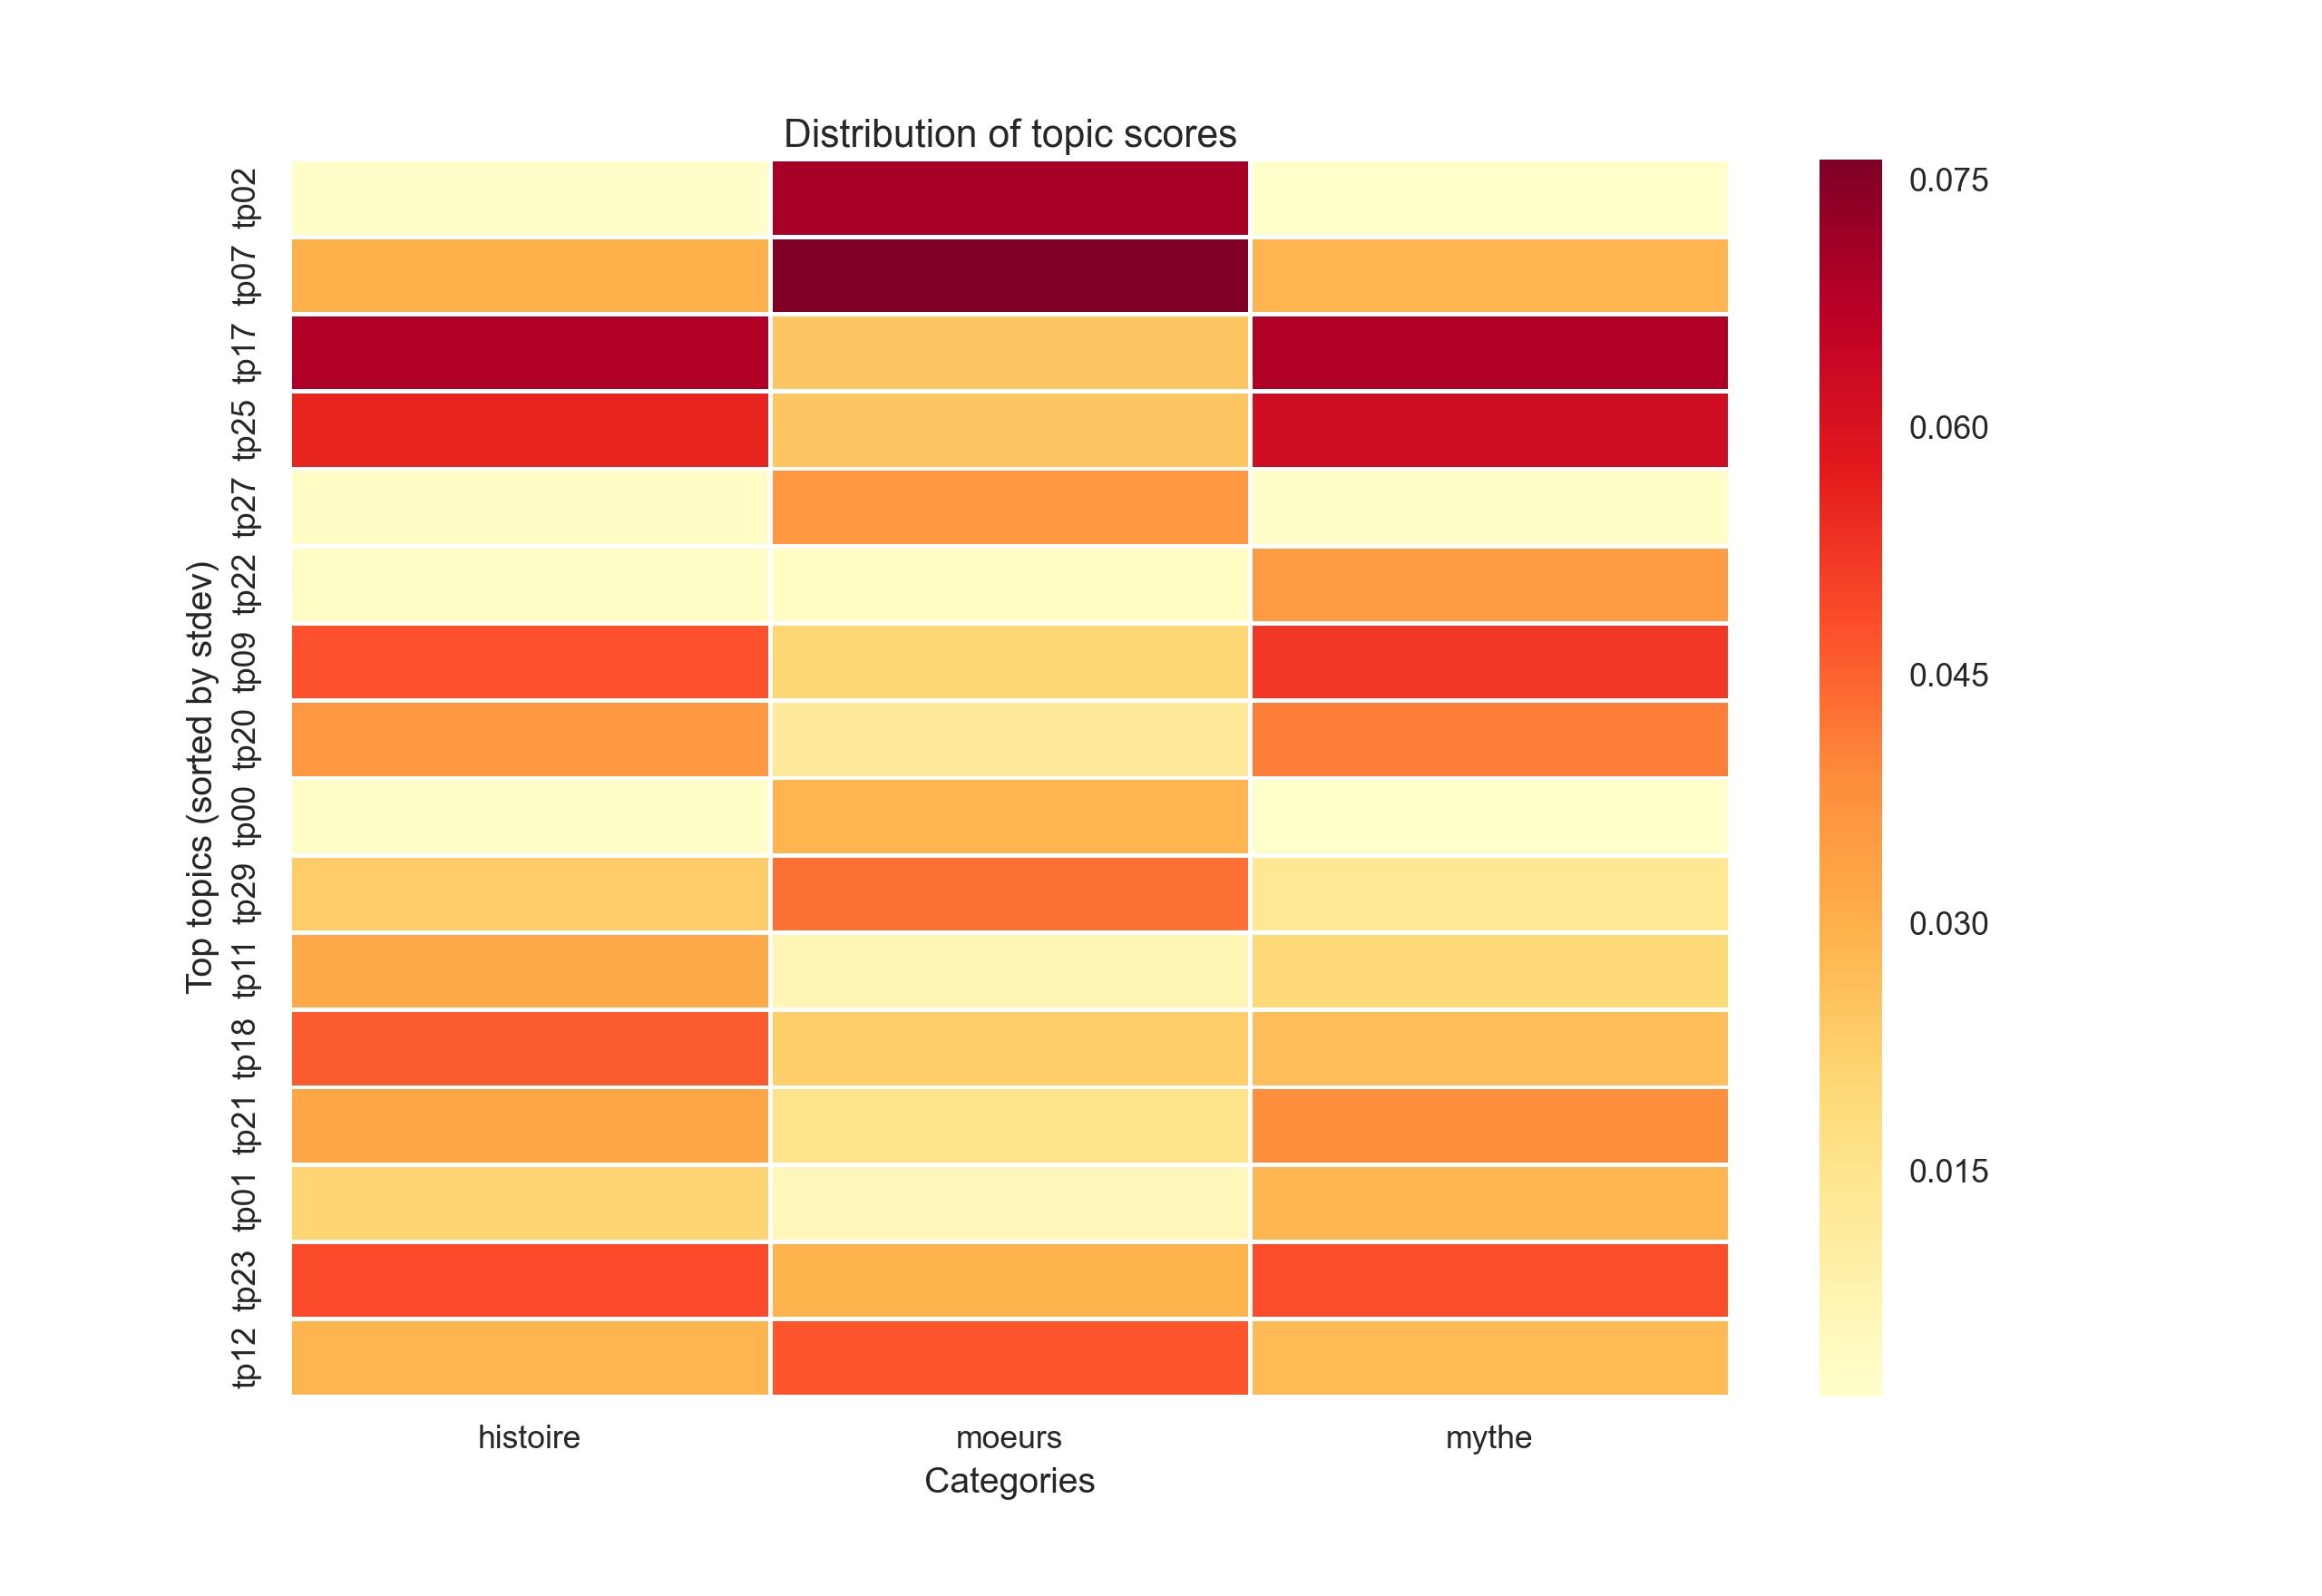 Distribution of topic scores
Top topics (sorted by stdev)
tp02
tp07
tp17
tp25
tp27
tp22
tp09
tp20
tp00
tp29
tp11
tp18
tp21
tp01
tp23
tp12
histoire
moeurs
mythe
Categories
0.075
0.060
0.045
0.030
0.015